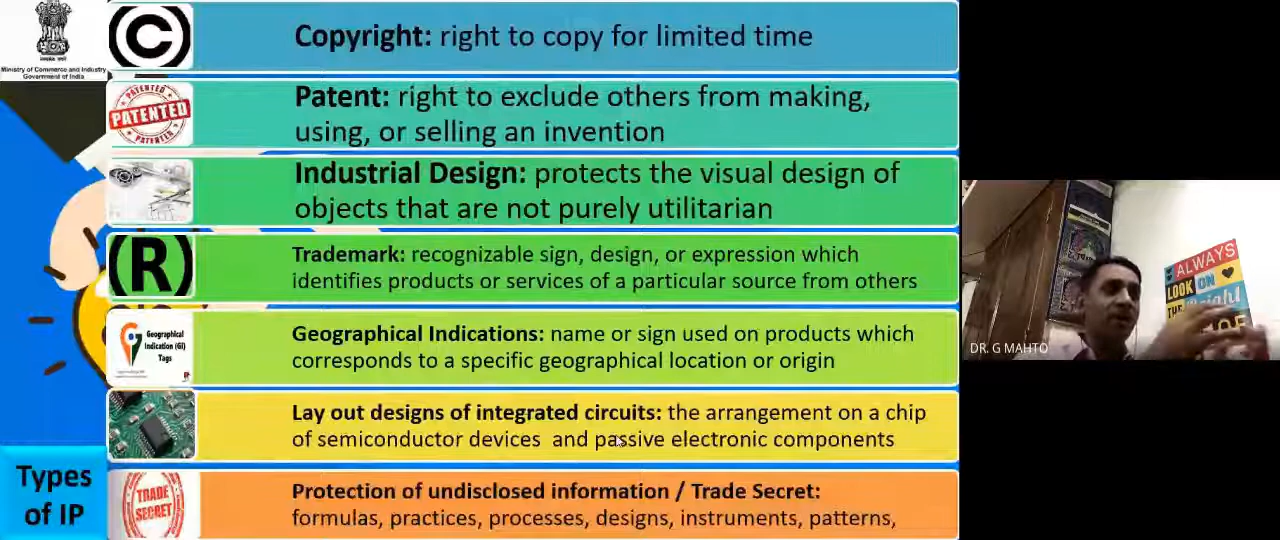 Ministry of Commerce and Industry
Government of India
Copyright: right to copy for limited time
PATENTED
PATENTED
PATENTED
Patent: right to exclude others from making,
using, or selling an invention
Industrial Design: protects the visual design of
objects that are not purely utilitarian
(R)
Trademark: recognizable sign, design, or expression which
identifies products or services of a particular source from others
Geographical
Indication (GI)
Tags
Geographical Indications: name or sign used on products which
corresponds to a specific geographical location or origin
Lay out designs of integrated circuits: the arrangement on a chip
of semiconductor devices and passive electronic components
Types
of IP
TRADE
SECRET
Protection of undisclosed information / Trade Secret:
formulas, practices, processes, designs, instruments, patterns,
ALWAYS
LOOK ON
THE Bright
DR. G MAHTO